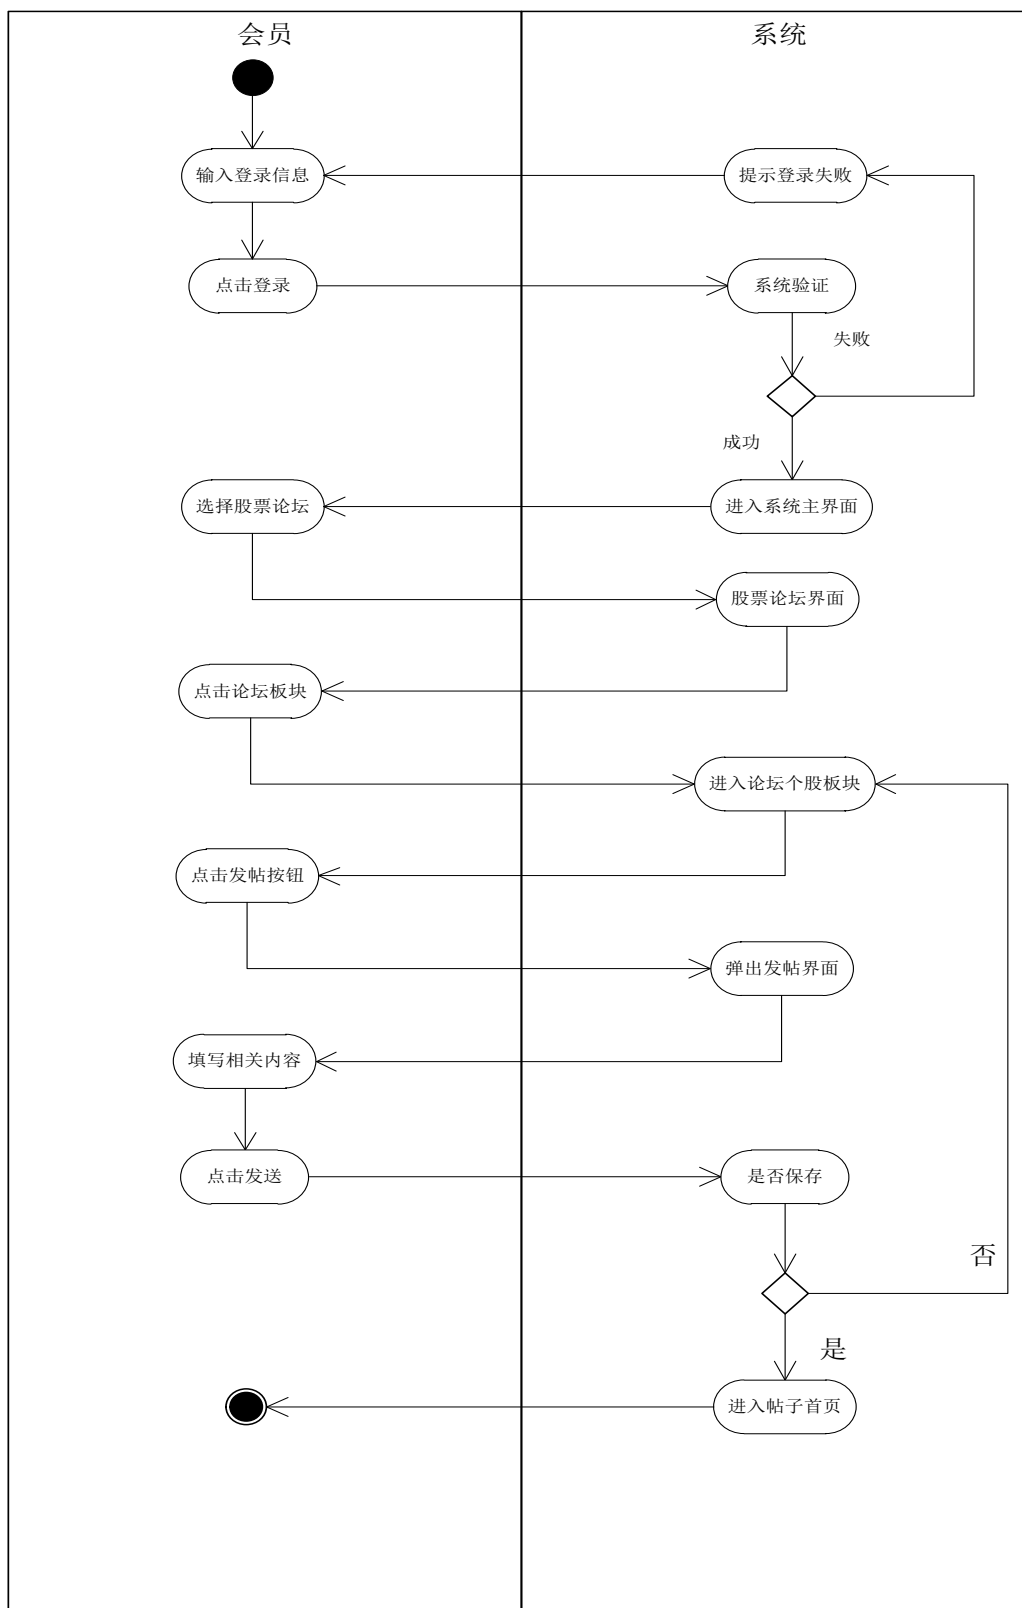 会员
系统
输入登录信息
提示登录失败
点击登录
系统验证
失败
成功
选择股票论坛
进入系统主界面
股票论坛界面
点击论坛板块
进入论坛个股板块
点击发帖按钮
弹出发帖界面
填写相关内容
点击发送
是否保存
否
是
进入帖子首页